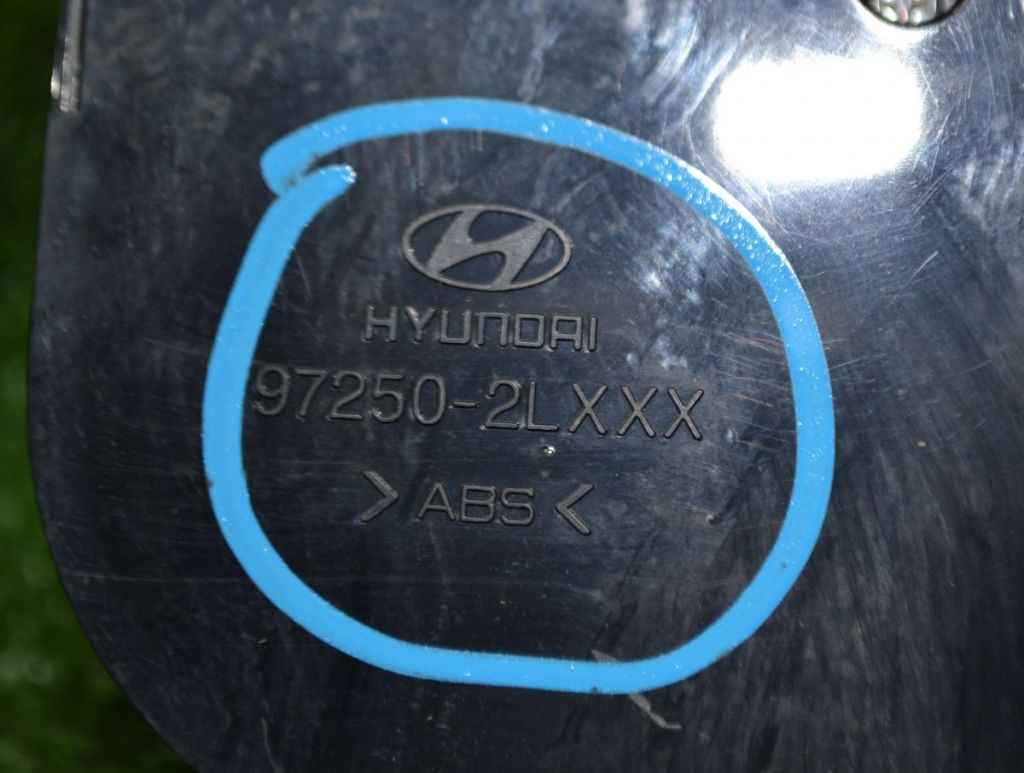 HYUNDAI
97250-2LXXX
>ABS<